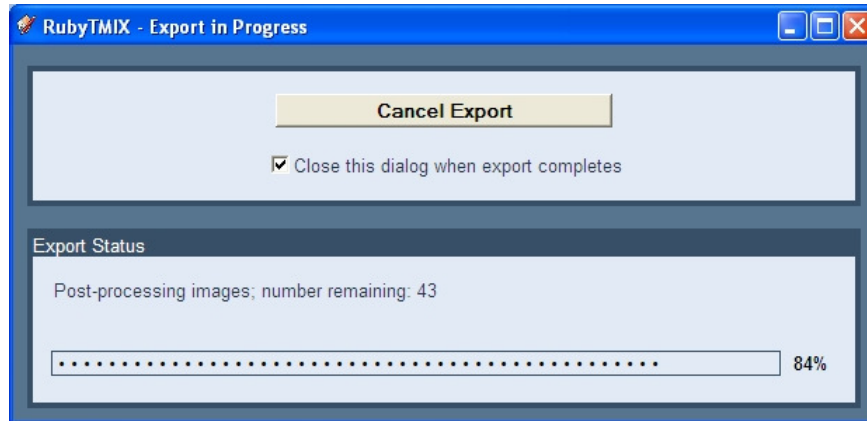 RubyTMIX - Export in Progress
Cancel Export
Close this dialog when export completes
Export Status
Post-processing images; number remaining: 43
84%